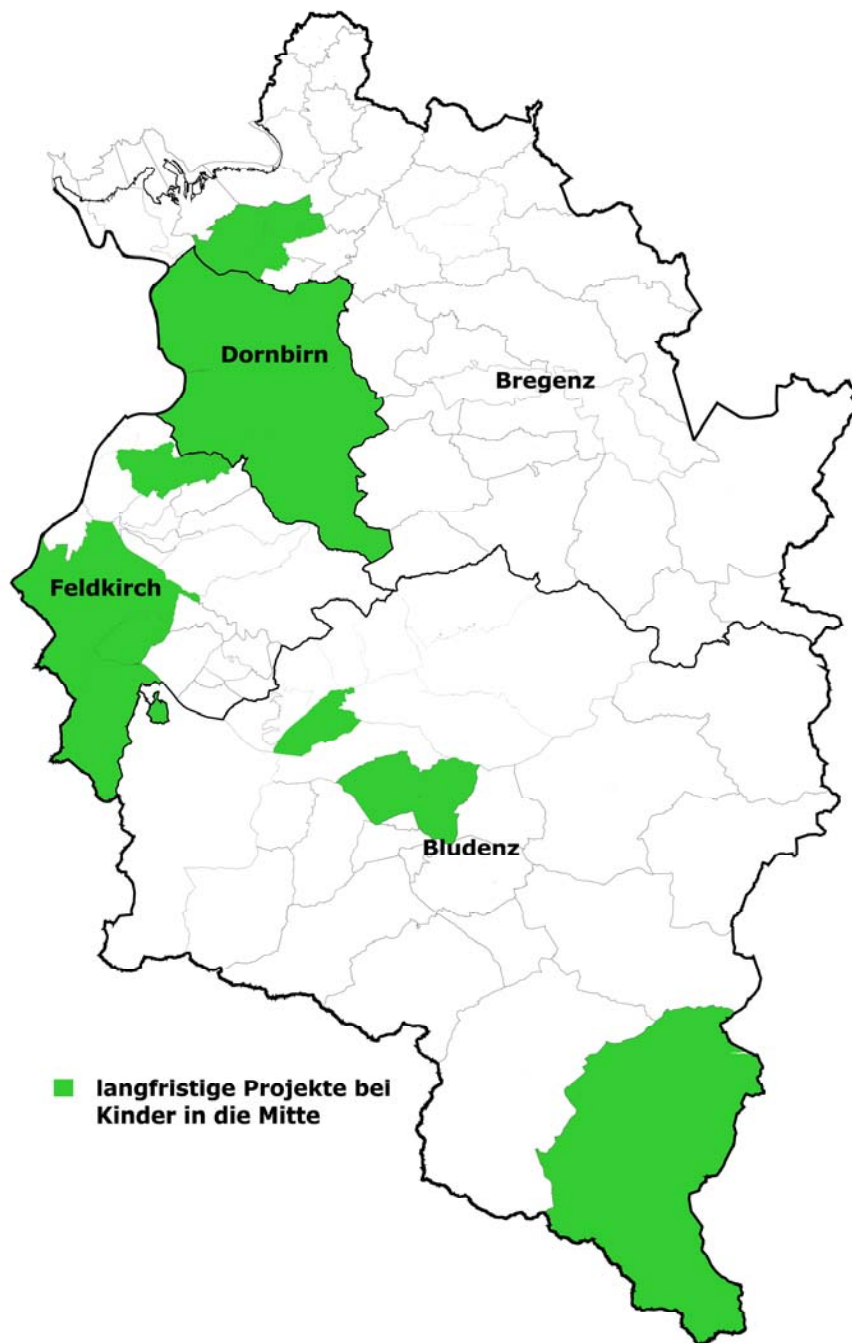 Dornbirn
Bregenz
Feldkirch
Bludenz
langfristige Projekte bei
Kinder in die Mitte